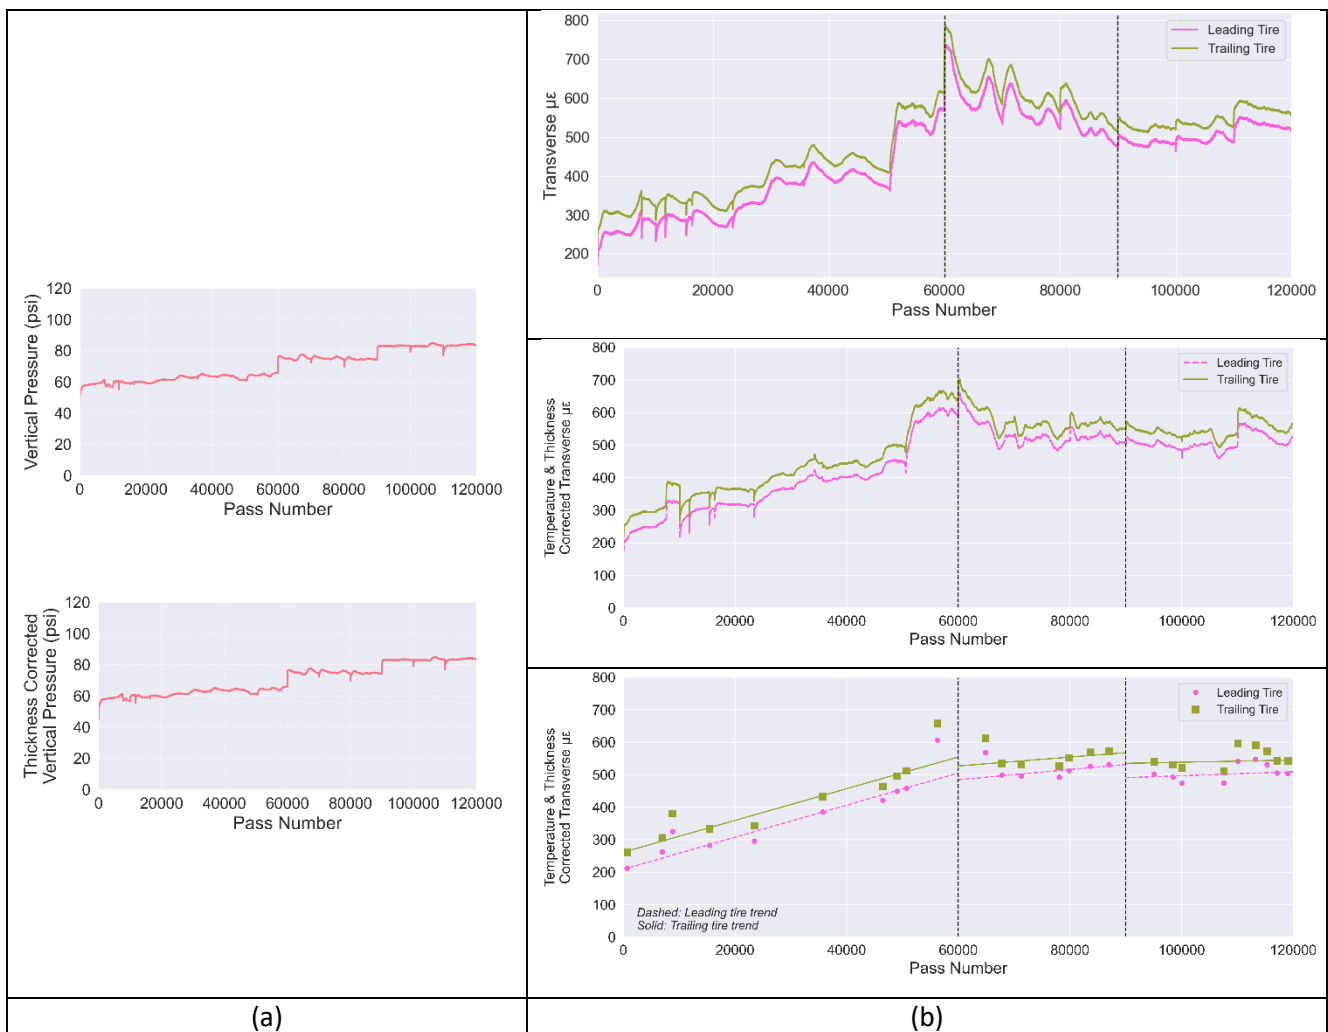 120
100
80
60
40
20
0
Vertical Pressure (psi)
0 20000 40000 60000 80000 100000 120000
Pass Number
120
100
80
60
40
20
0
Thickness Corrected
Vertical Pressure (psi)
0 20000 40000 60000 80000 100000 120000
Pass Number
(a)
800
700
600
500
400
300
200
Transverse με
Leading Tire
Trailing Tire
0 20000 40000 60000 80000 100000 120000
Pass Number
800
700
600
500
400
300
200
100
0
Temperature & Thickness
Corrected Transverse με
Leading Tire
Trailing Tire
0 20000 40000 60000 80000 100000 120000
Pass Number
800
700
600
500
400
300
200
100
0
Temperature & Thickness
Corrected Transverse με
Leading Tire
Trailing Tire
Dashed: Leading tire trend
Solid: Trailing tire trend
0 20000 40000 60000 80000 100000 120000
Pass Number
(b)